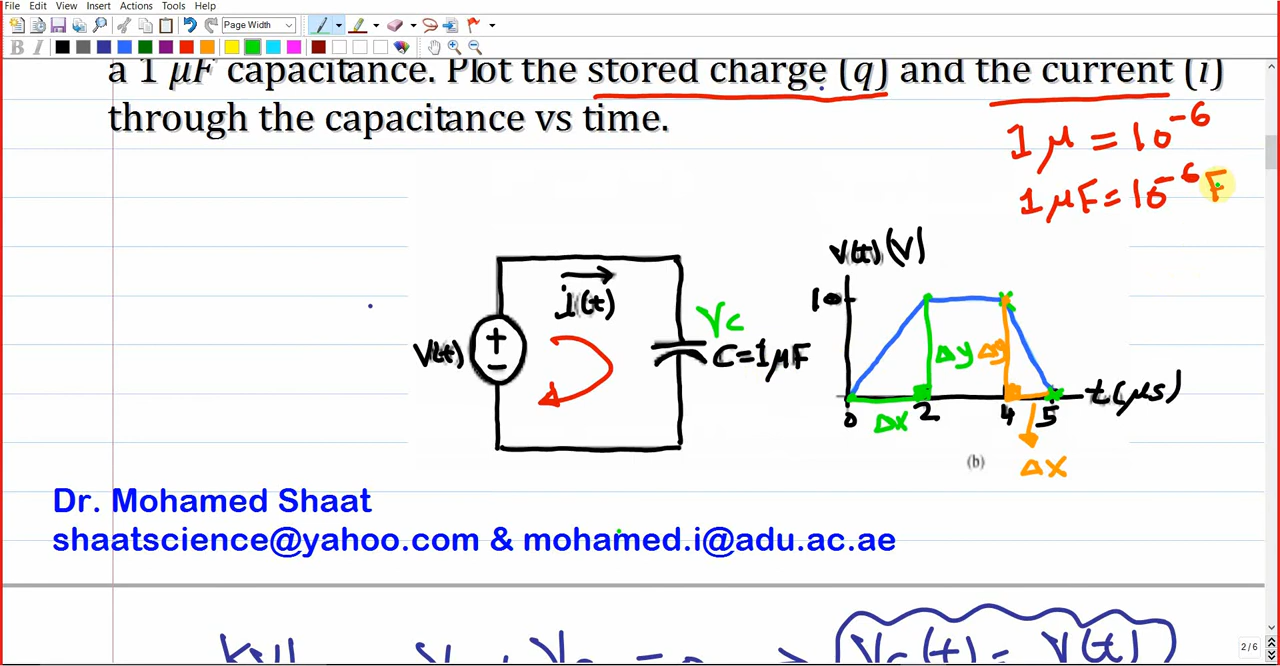 File Edit View Insert Actions Tools Help
Page Width
B I
a 1 μF capacitance. Plot the stored charge (q) and the current (i)
through the capacitance vs time.
1μ = 10⁻⁶
1μF = 10⁻⁶ F
V(t) (V)
i(t)
10
Vc
V(t)
+
-
C=1μF
Δy Δy
t(μs)
0 2 4 5
Δx
(b)
Δx
Dr. Mohamed Shaat
shaatscience@yahoo.com & mohamed.i@adu.ac.ae
Vc(t) = V(t)
2/6